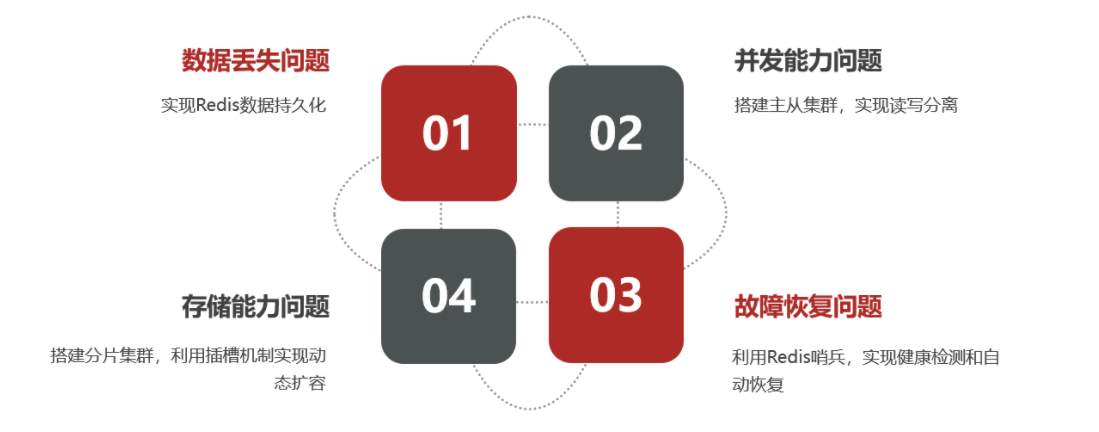 数据丢失问题
实现Redis数据持久化
01
02
并发能力问题
搭建主从集群，实现读写分离
存储能力问题
搭建分片集群，利用插槽机制实现动
态扩容
04
03
故障恢复问题
利用Redis哨兵，实现健康检测和自
动恢复